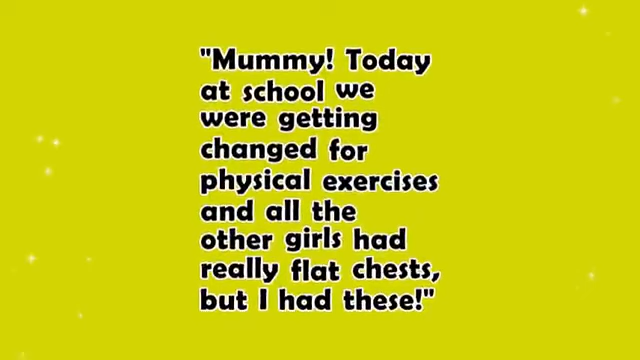 "Mummy! Today
at school we
were getting
changed for
physical exercises
and all the
other girls had
really flat chests,
but I had these!"